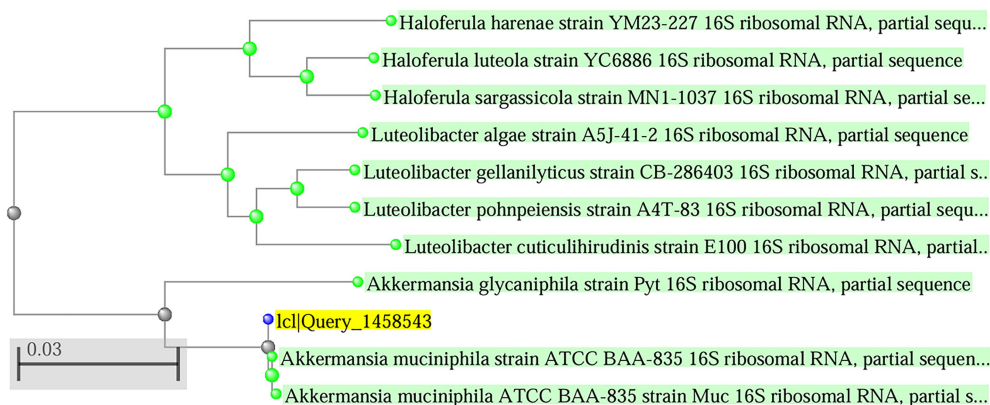 Haloferula harenae strain YM23-227 16S ribosomal RNA, partial sequ...
Haloferula luteola strain YC6886 16S ribosomal RNA, partial sequence
Haloferula sargassicola strain MN1-1037 16S ribosomal RNA, partial se...
Luteolibacter algae strain A5J-41-2 16S ribosomal RNA, partial sequence
Luteolibacter gellanilyticus strain CB-286403 16S ribosomal RNA, partial s..
Luteolibacter pohnpeiensis strain A4T-83 16S ribosomal RNA, partial sequ...
Luteolibacter cuticulihirudinis strain E100 16S ribosomal RNA, partial..
Akkermansia glycaniphila strain Pyt 16S ribosomal RNA, partial sequence
lcl|Query_1458543
0.03
Akkermansia muciniphila strain ATCC BAA-835 16S ribosomal RNA, partial sequen...
Akkermansia muciniphila ATCC BAA-835 strain Muc 16S ribosomal RNA, partial s...